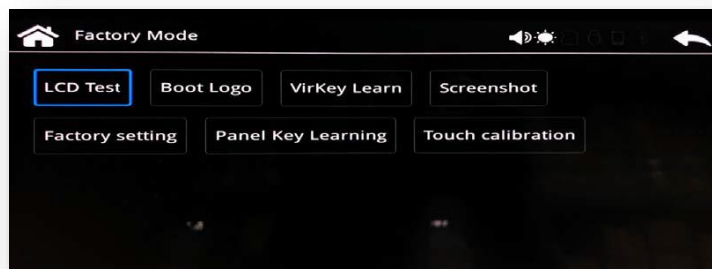 Factory Mode
LCD Test Boot Logo VirKey Learn Screenshot
Factory setting Panel Key Learning Touch calibration